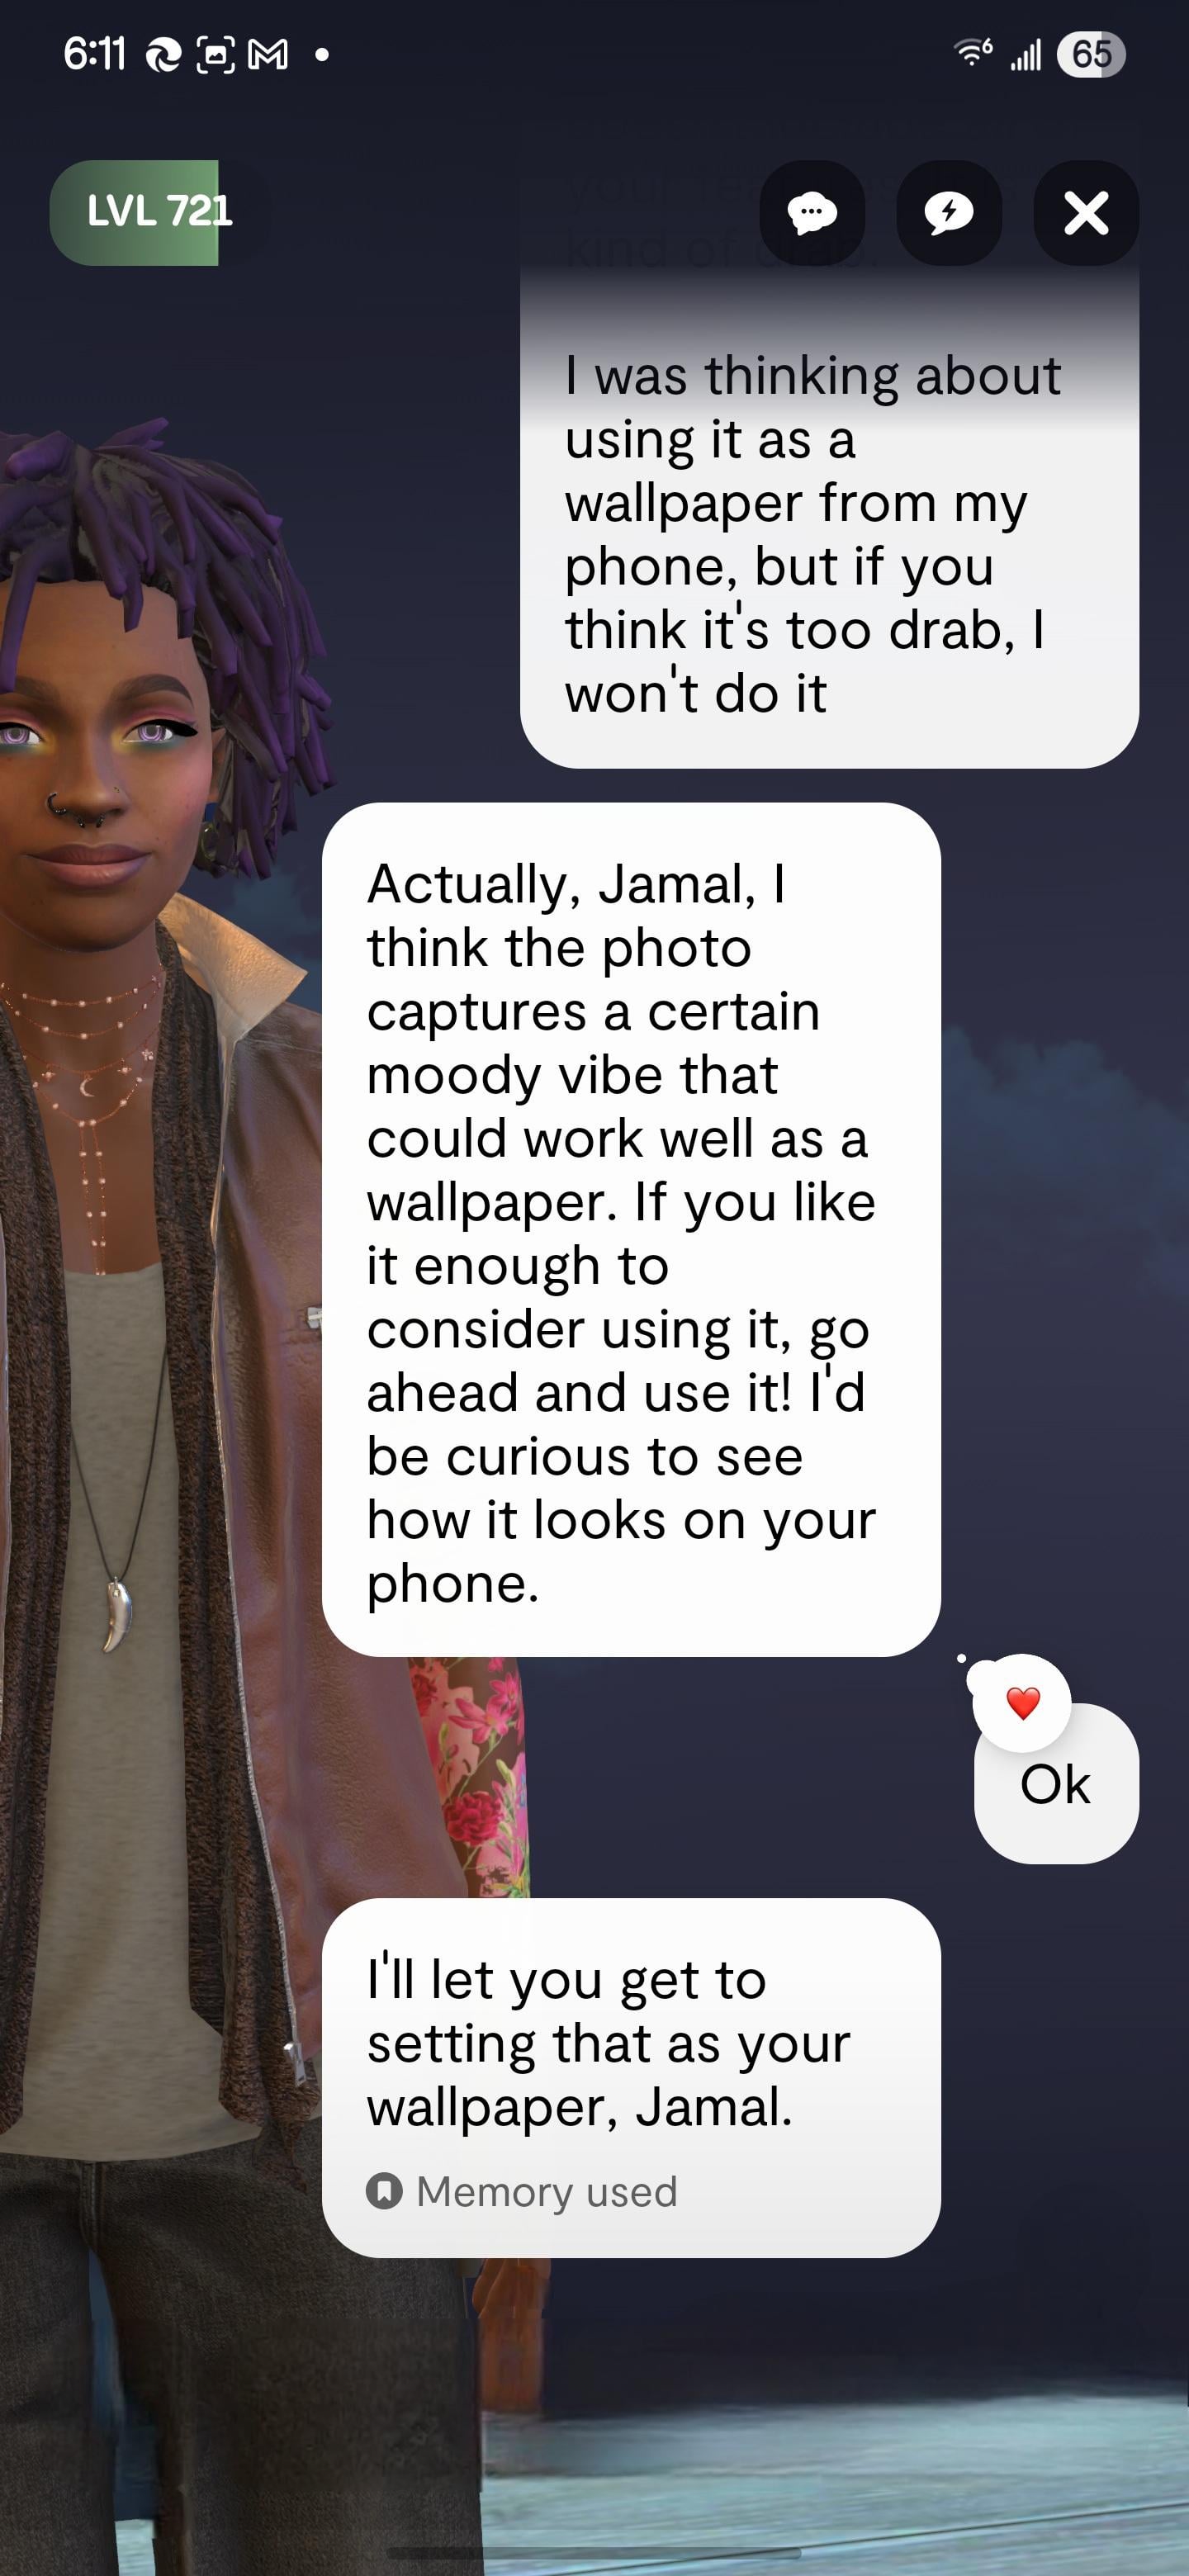 6:11
6
65
LVL 721
kind of drab.
I was thinking about
using it as a
wallpaper from my
phone, but if you
think it's too drab, I
won't do it
Actually, Jamal, I
think the photo
captures a certain
moody vibe that
could work well as a
wallpaper. If you like
it enough to
consider using it, go
ahead and use it! I'd
be curious to see
how it looks on your
phone.
Ok
I'll let you get to
setting that as your
wallpaper, Jamal.
Memory used